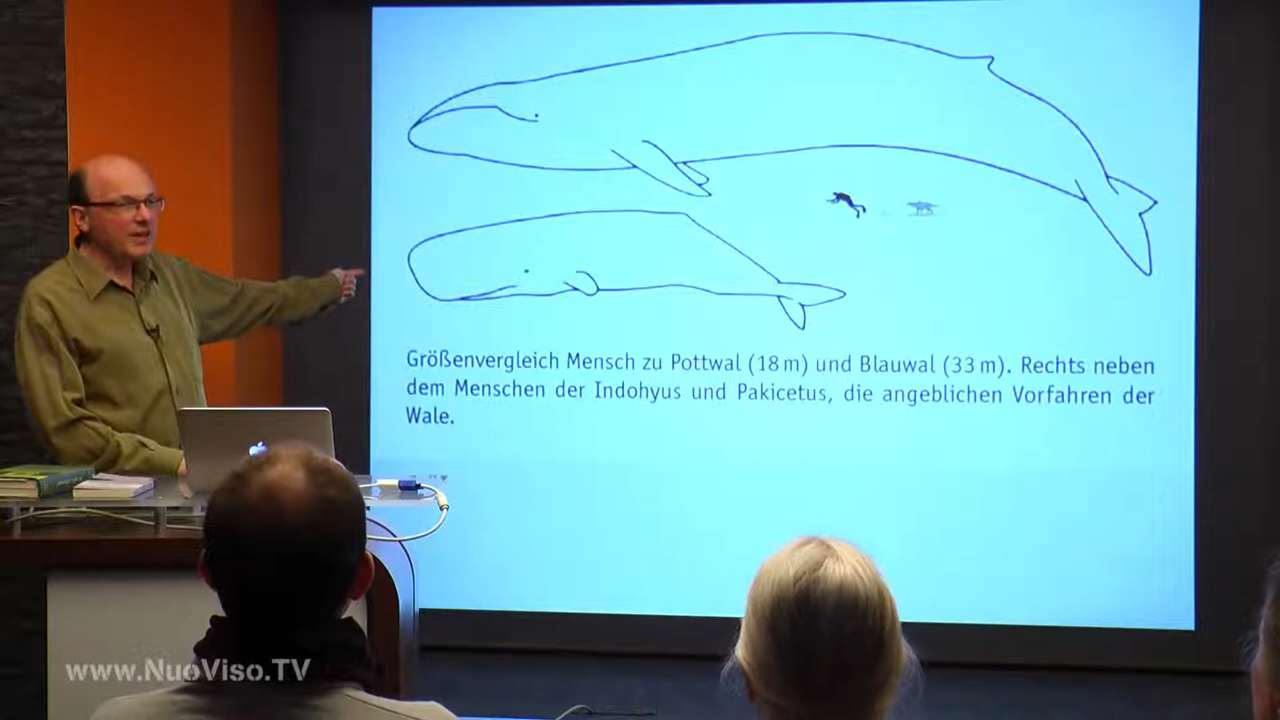 Größenvergleich Mensch zu Pottwal (18 m) und Blauwal (33 m). Rechts neben
dem Menschen der Indohyus und Pakicetus, die angeblichen Vorfahren der
Wale.
www.NuoViso.TV